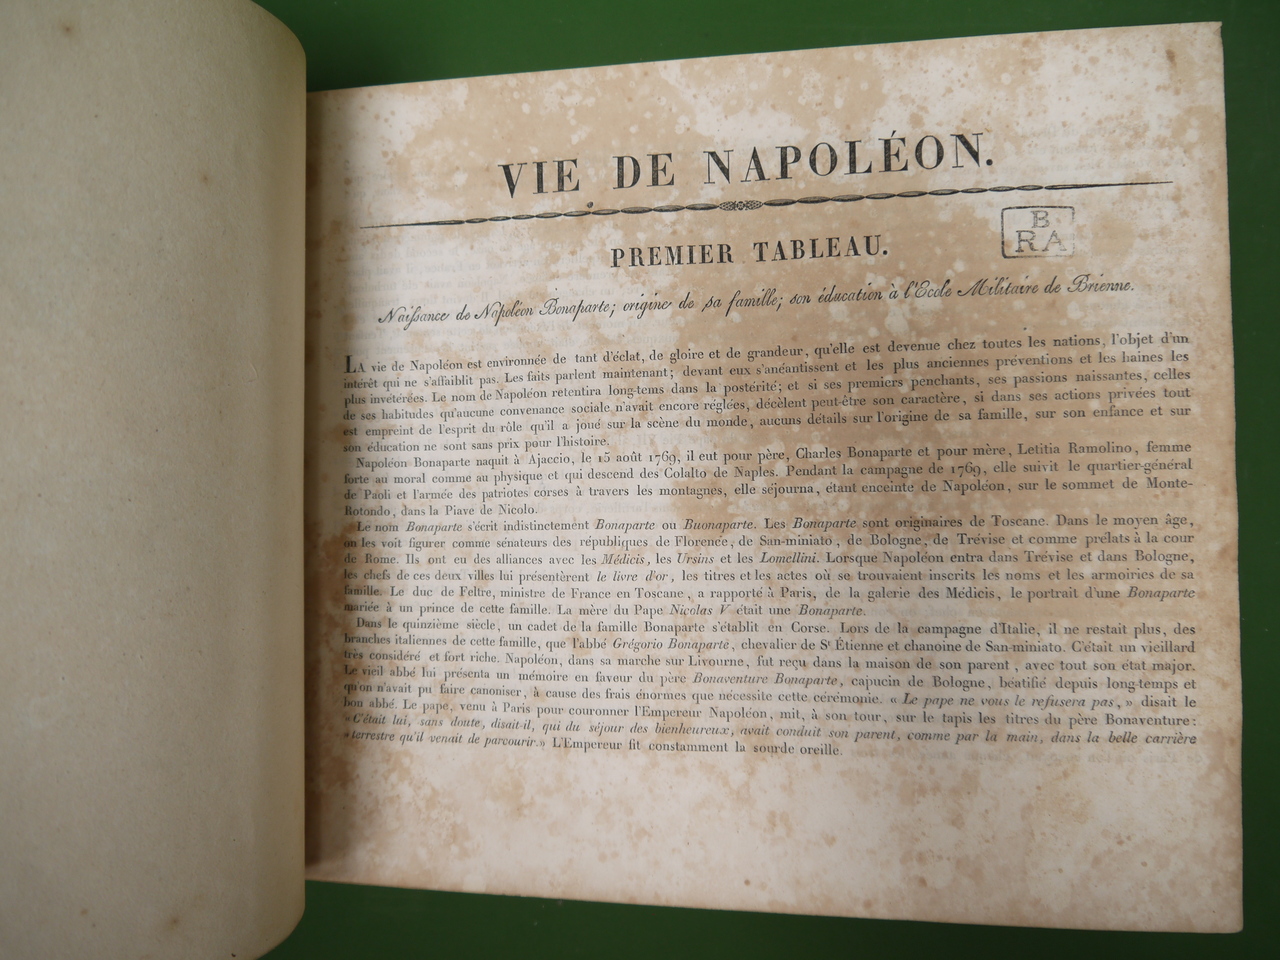 VIE DE NAPOLÉON.
B
RA
PREMIER TABLEAU.
Naissance de Napoléon Bonaparte; origine de sa famille; son éducation à l'Ecole Militaire de Brienne.
LA vie de Napoléon est environnée de tant d'éclat, de gloire et de grandeur, qu'elle est devenue chez toutes les nations, l'objet d'un
intérêt qui ne s'affaiblit pas. Les faits parlent maintenant; devant eux s'anéantissent et les plus anciennes préventions et les haines les
plus invétérées. Le nom de Napoléon retentira long-tems dans la postérité; et si ses premiers penchants, ses passions naissantes, celles
de ses habitudes qu'aucune convenance sociale n'avait encore réglées, décèlent peut-être son caractère, si dans ses actions privées tout
est empreint de l'esprit du rôle qu'il a joué sur la scène du monde, aucuns détails sur l'origine de sa famille, sur son enfance et sur
son éducation ne sont sans prix pour l'histoire.
Napoléon Bonaparte naquit à Ajaccio, le 15 août 1769, il eut pour père, Charles Bonaparte et pour mère, Letitia Ramolino, femme
forte au moral comme au physique et qui descend des Colalto de Naples. Pendant la campagne de 1769, elle suivit le quartier-général
de Paoli et l'armée des patriotes corses à travers les montagnes, elle séjourna, étant enceinte de Napoléon, sur le sommet de Monte-
Rotondo, dans la Piave de Nicolo.
Le nom Bonaparte s'écrit indistinctement Bonaparte ou Buonaparte. Les Bonaparte sont originaires de Toscane. Dans le moyen âge,
on les voit figurer comme sénateurs des républiques de Florence, de San-miniato, de Bologne, de Trévise et comme prélats à la cour
de Rome. Ils ont eu des alliances avec les Médicis, les Ursins et les Lomellini. Lorsque Napoléon entra dans Trévise et dans Bologne,
les chefs de ces deux villes lui présentèrent le livre d'or, les titres et les actes où se trouvaient inscrits les noms et les armoiries de sa
famille. Le duc de Feltre, ministre de France en Toscane, a rapporté à Paris, de la galerie des Médicis, le portrait d'une Bonaparte
mariée à un prince de cette famille. La mère du Pape Nicolas V était une Bonaparte.
Dans le quinzième siècle, un cadet de la famille Bonaparte s'établit en Corse. Lors de la campagne d'Italie, il ne restait plus, des
branches italiennes de cette famille, que l'abbé Grégorio Bonaparte, chevalier de St Étienne et chanoine de San-miniato. C'était un vieillard
très considéré et fort riche. Napoléon, dans sa marche sur Livourne, fut reçu dans la maison de son parent, avec tout son état major.
Le vieil abbé lui présenta un mémoire en faveur du père Bonaventure Bonaparte, capucin de Bologne, béatifié depuis long-temps et
qu'on n'avait pu faire canoniser, à cause des frais énormes que nécessite cette cérémonie. « Le pape ne vous le refusera pas, » disait le
bon abbé. Le pape, venu à Paris pour couronner l'Empereur Napoléon, mit, à son tour, sur le tapis les titres du père Bonaventure:
« C'était lui, sans doute, disait-il, qui du séjour des bienheureux, avait conduit son parent, comme par la main, dans la belle carrière
» terrestre qu'il venait de parcourir.» L'Empereur fit constamment la sourde oreille.